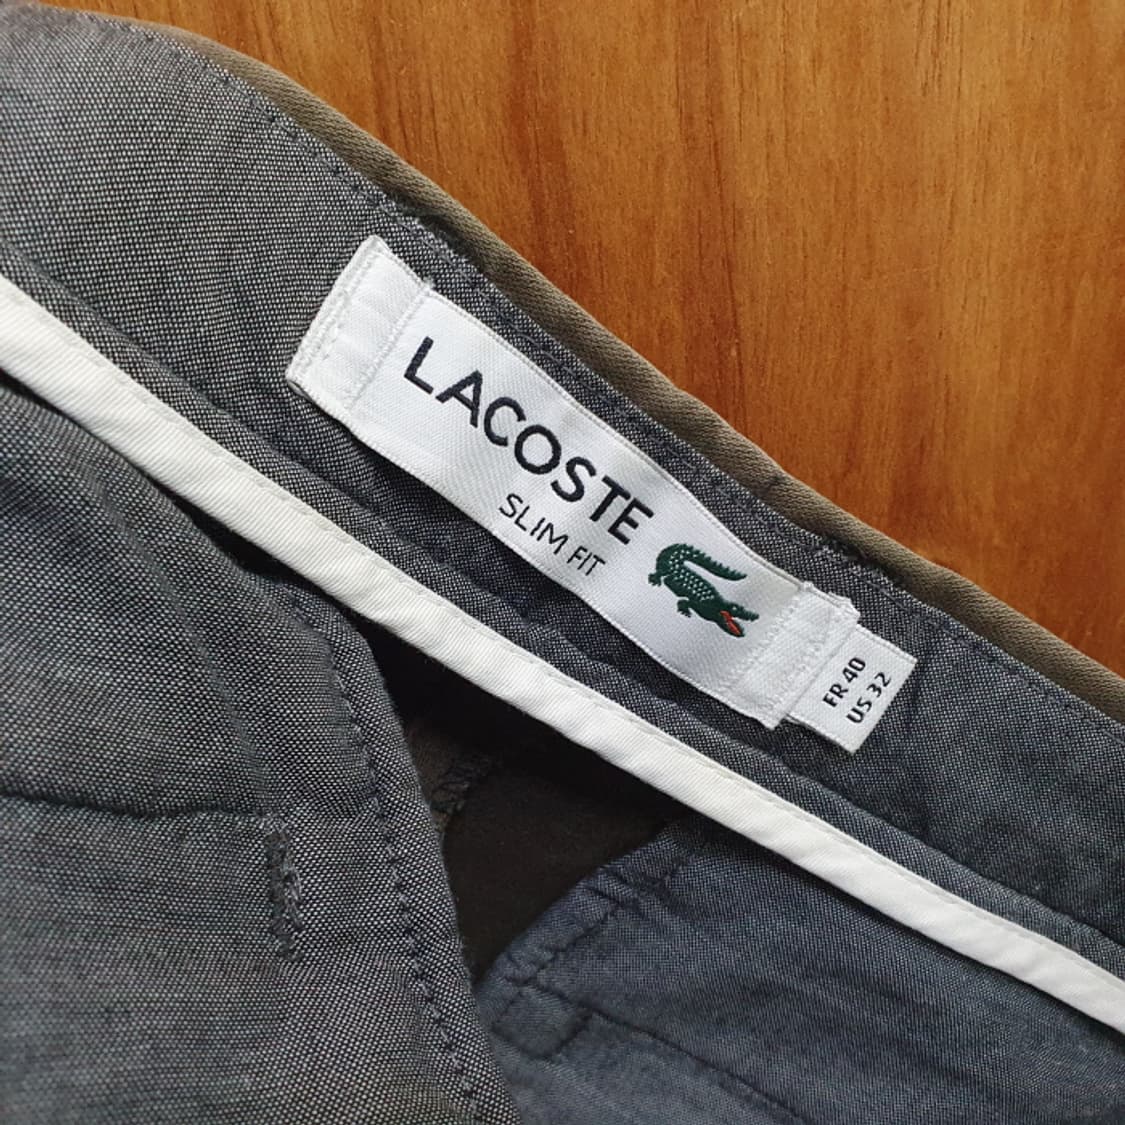 LACOSTE
SLIM FIT
FR 40
US 32